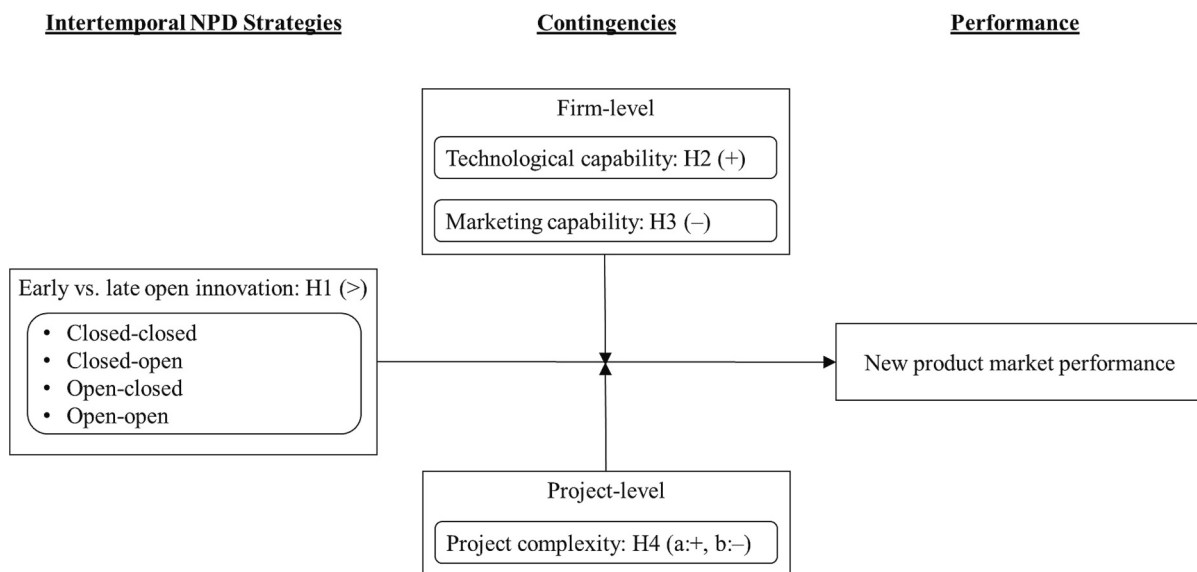 Intertemporal NPD Strategies
Contingencies
Performance
Firm-level
Technological capability: H2 (+)
Marketing capability: H3 (–)
Early vs. late open innovation: H1 (>)
• Closed-closed
• Closed-open
• Open-closed
• Open-open
New product market performance
Project-level
Project complexity: H4 (a:+, b:–)